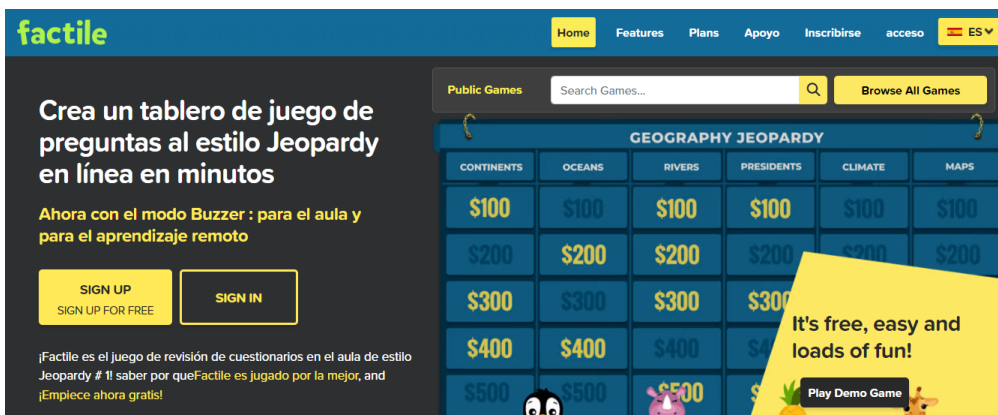 factile
Home Features Plans Apoyo Inscribirse acceso ES
Public Games Search Games... Browse All Games
Crea un tablero de juego de
preguntas al estilo Jeopardy
en línea en minutos
Ahora con el modo Buzzer : para el aula y
para el aprendizaje remoto
SIGN UP
SIGN UP FOR FREE
SIGN IN
¡Factile es el juego de revisión de cuestionarios en el aula de estilo
Jeopardy # 1! saber por queFactile es jugado por la mejor, and
¡Empiece ahora gratis!
GEOGRAPHY JEOPARDY
CONTINENTS OCEANS RIVERS PRESIDENTS CLIMATE MAPS
$100 $100 $100 $100 $100 $100
$200 $200 $200 $200 $200 $200
$300 $300 $300 $300
$400 $400 $400
$500 $500 $500
It's free, easy and
loads of fun!
Play Demo Game